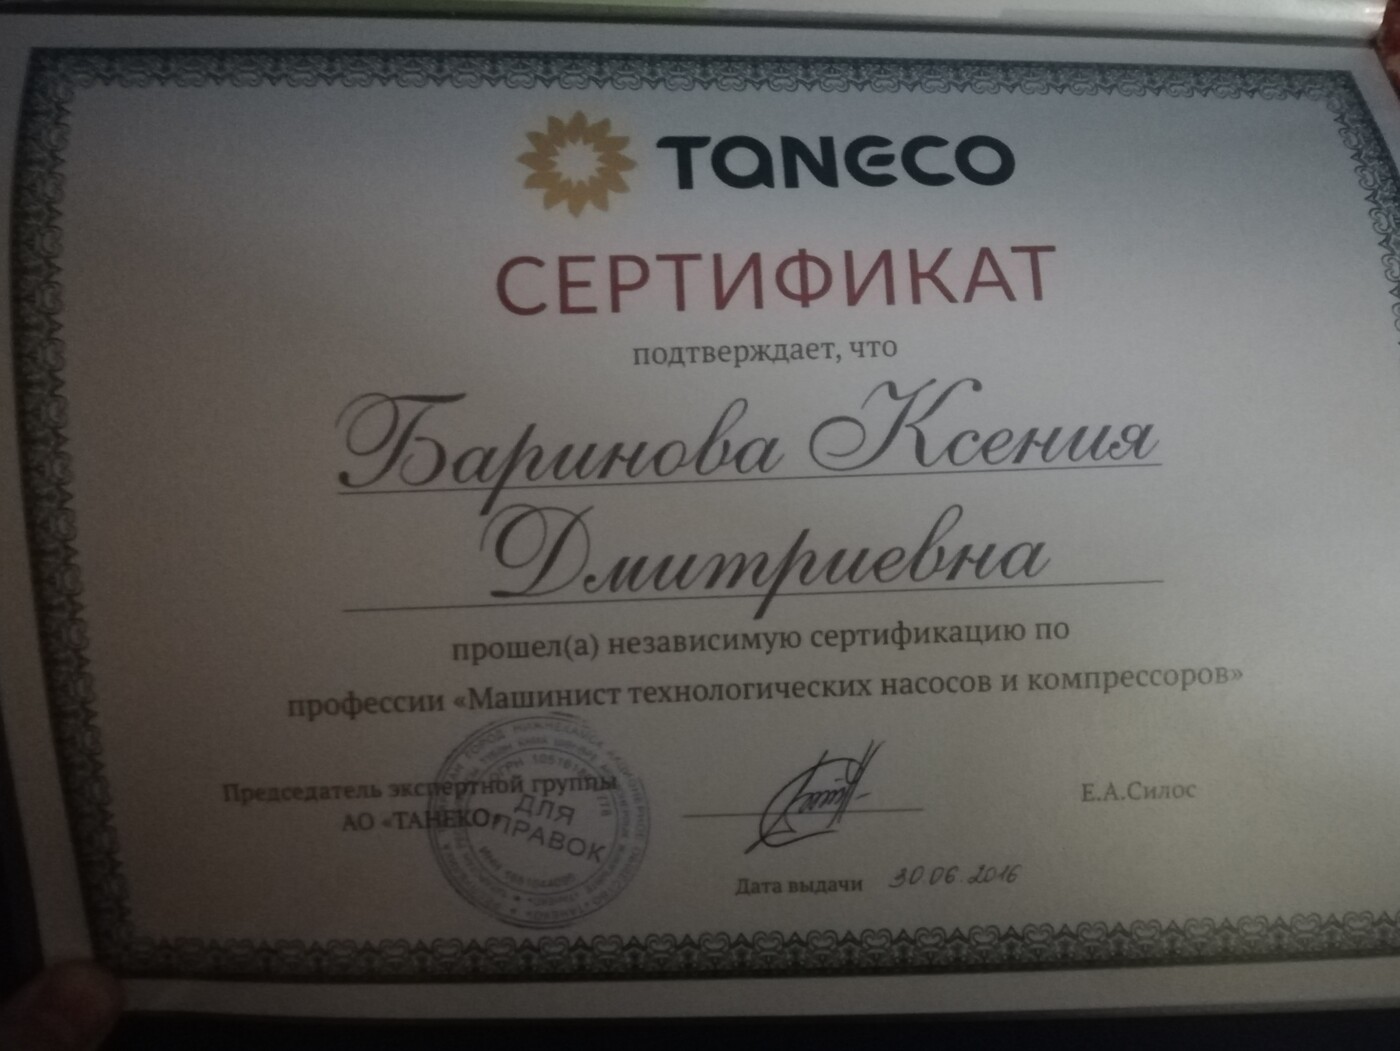 TANECO
СЕРТИФИКАТ
подтверждает, что
Баринова Ксения
Дмитриевна
прошел(а) независимую сертификацию по
профессии «Машинист технологических насосов и компрессоров»
Председатель экспертной группы
АО «ТАНЕКО»
Е.А.Силос
Дата выдачи 30.06.2016
ДЛЯ
СПРАВОК